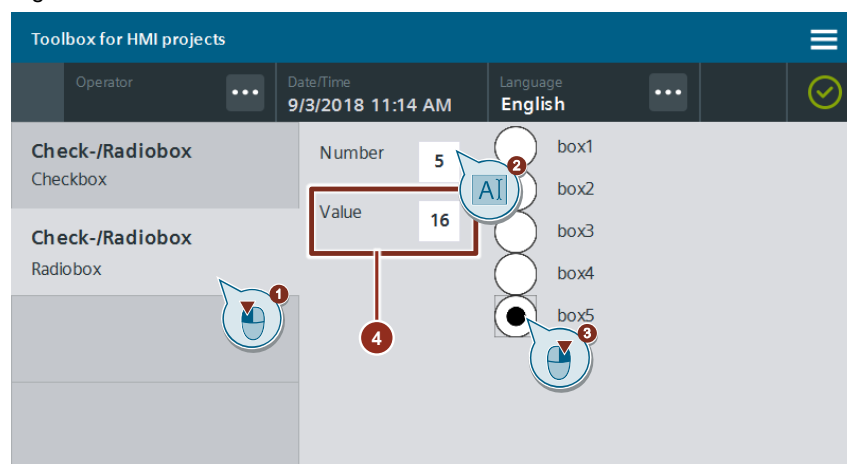 Toolbox for HMI projects
Operator
Date/Time
9/3/2018 11:14 AM
Language
English
Check-/Radiobox
Checkbox
Check-/Radiobox
Radiobox
1
Number
5
2
AI
Value
16
4
box1
box2
box3
box4
box5
3